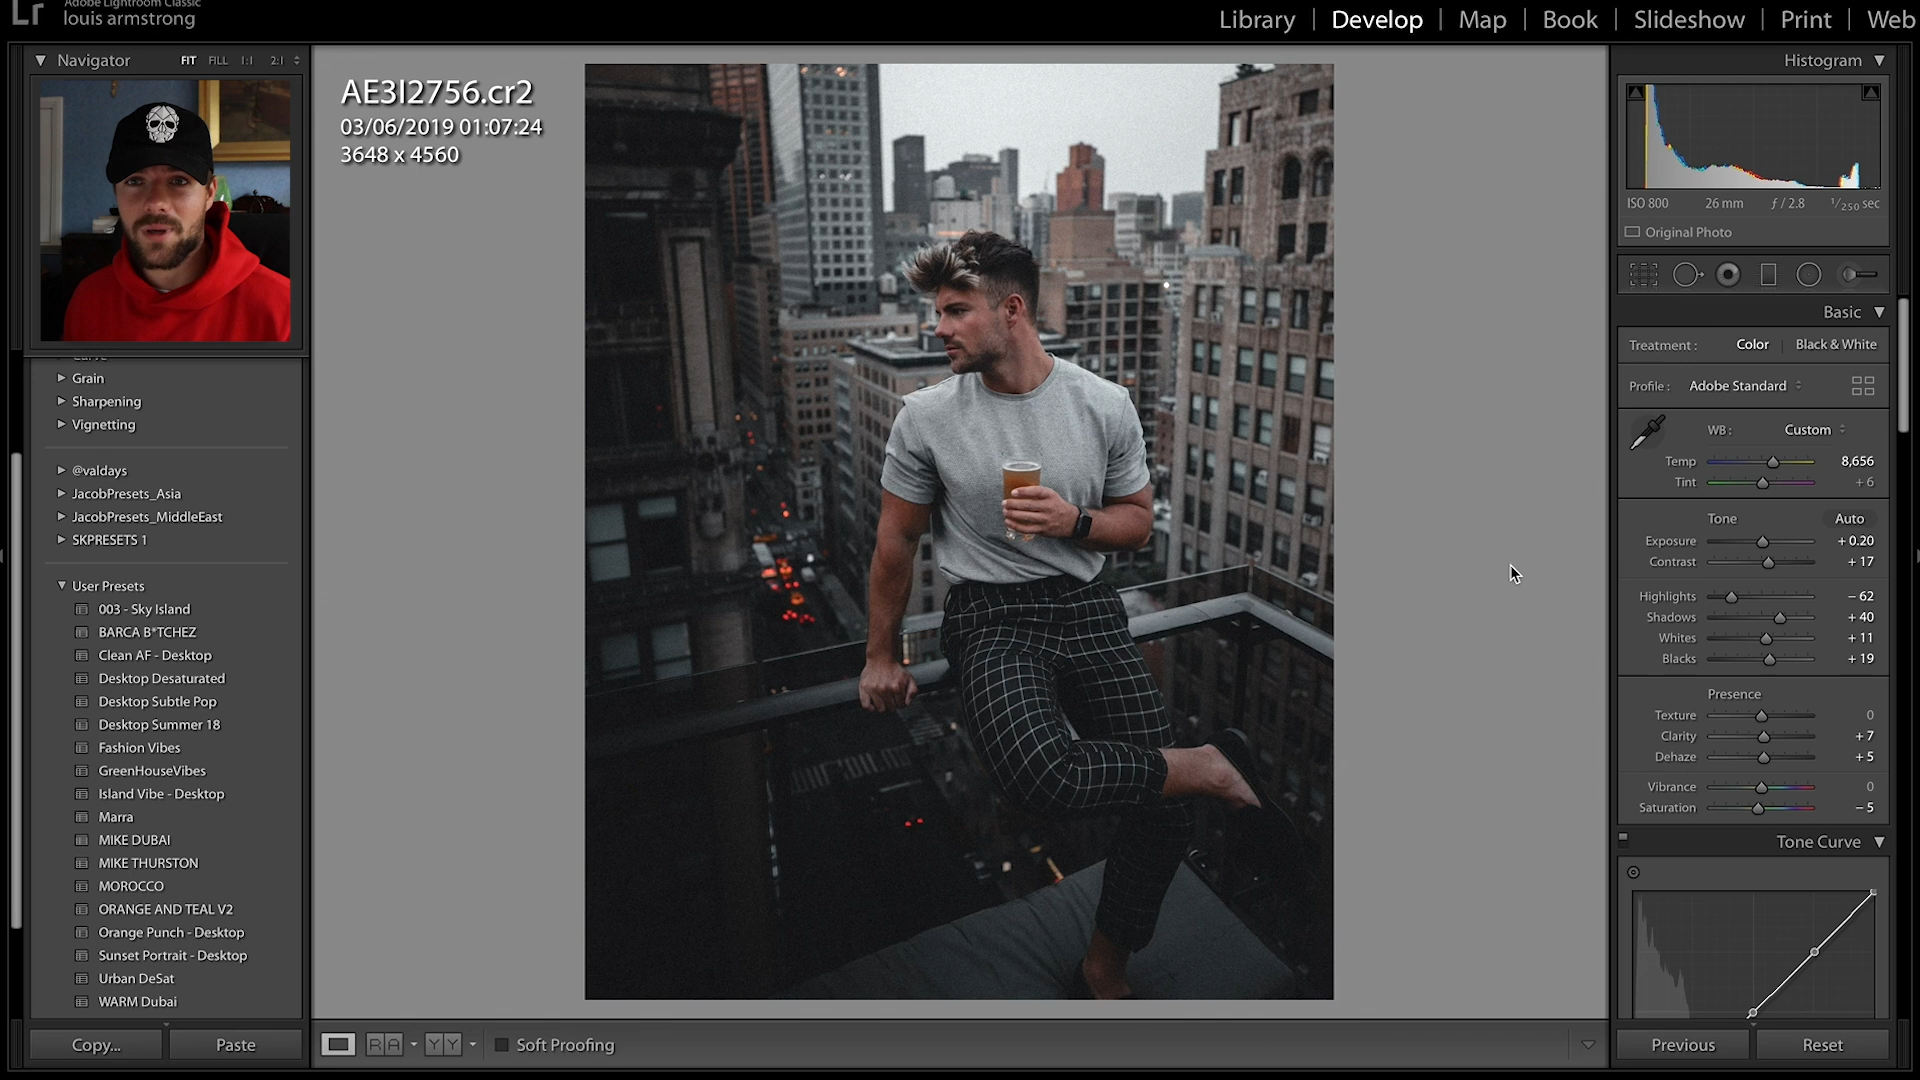 Lr
Adobe Lightroom Classic
louis armstrong
Library | Develop | Map | Book | Slideshow | Print | Web
Navigator FIT FILL 1:1 2:1
AE3I2756.cr2
03/06/2019 01:07:24
3648 x 4560
Curve
Grain
Sharpening
Vignetting
@valdays
JacobPresets_Asia
JacobPresets_MiddleEast
SKPRESETS 1
User Presets
003 - Sky Island
BARCA B*TCHEZ
Clean AF - Desktop
Desktop Desaturated
Desktop Subtle Pop
Desktop Summer 18
Fashion Vibes
GreenHouseVibes
Island Vibe - Desktop
Marra
MIKE DUBAI
MIKE THURSTON
MOROCCO
ORANGE AND TEAL V2
Orange Punch - Desktop
Sunset Portrait - Desktop
Urban DeSat
WARM Dubai
Copy... Paste
RA YY Soft Proofing
Histogram
ISO 800 26 mm ƒ / 2.8 1/250 sec
Original Photo
Basic
Treatment : Color Black & White
Profile : Adobe Standard
WB : Custom
Temp 8,656
Tint + 6
Tone Auto
Exposure + 0.20
Contrast + 17
Highlights − 62
Shadows + 40
Whites + 11
Blacks + 19
Presence
Texture 0
Clarity + 7
Dehaze + 5
Vibrance 0
Saturation − 5
Tone Curve
Previous Reset